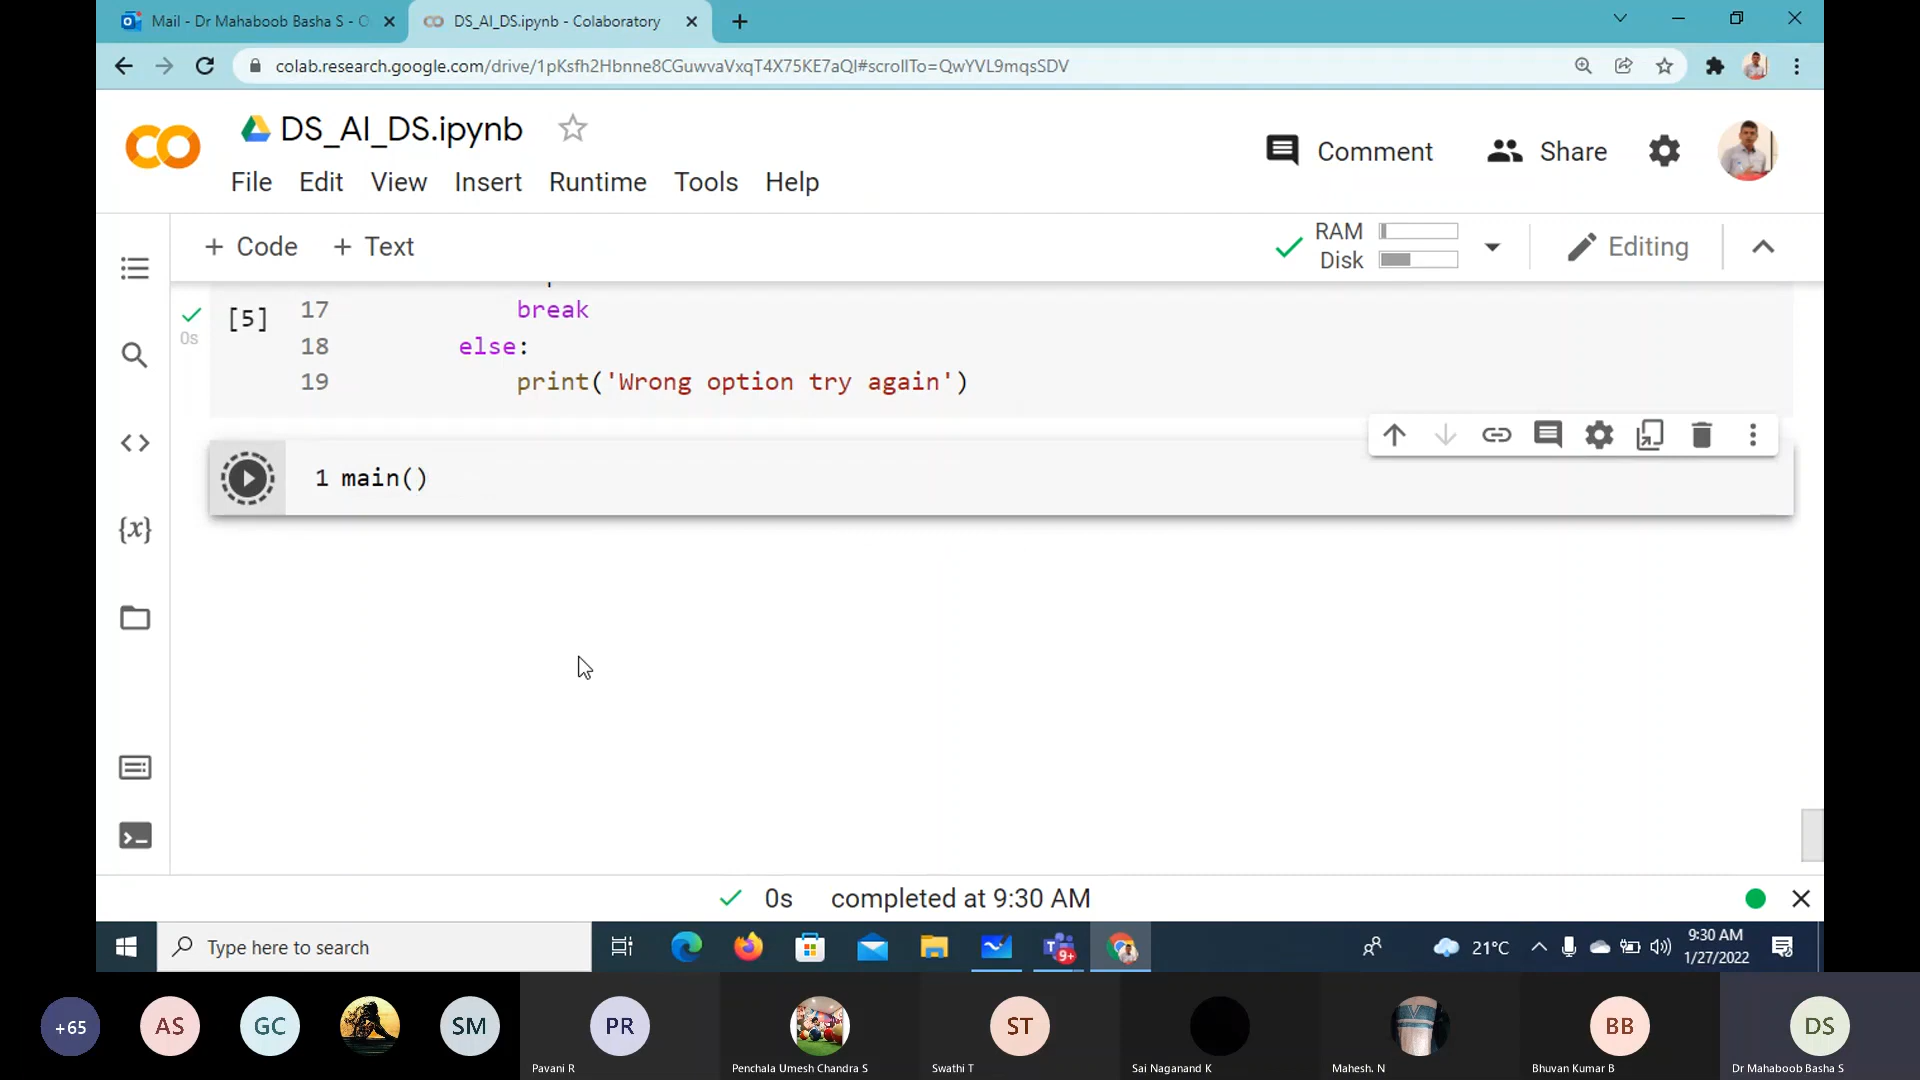 Mail - Dr Mahaboob Basha S - O
DS_AI_DS.ipynb - Colaboratory
colab.research.google.com/drive/1pKsfh2Hbnne8CGuwvaVxqT4X75KE7aQl#scrollTo=QwYVL9mqsSDV
DS_AI_DS.ipynb
File Edit View Insert Runtime Tools Help
Comment
Share
+ Code + Text
RAM
Disk
Editing
[5]
0s
17 break
18 else:
19 print('Wrong option try again')
1 main()
{x}
0s completed at 9:30 AM
Type here to search
9+
21°C
9:30 AM
1/27/2022
+65
AS
GC
SM
PR
Pavani R
Penchala Umesh Chandra S
ST
Swathi T
Sai Naganand K
Mahesh. N
BB
Bhuvan Kumar B
DS
Dr Mahaboob Basha S